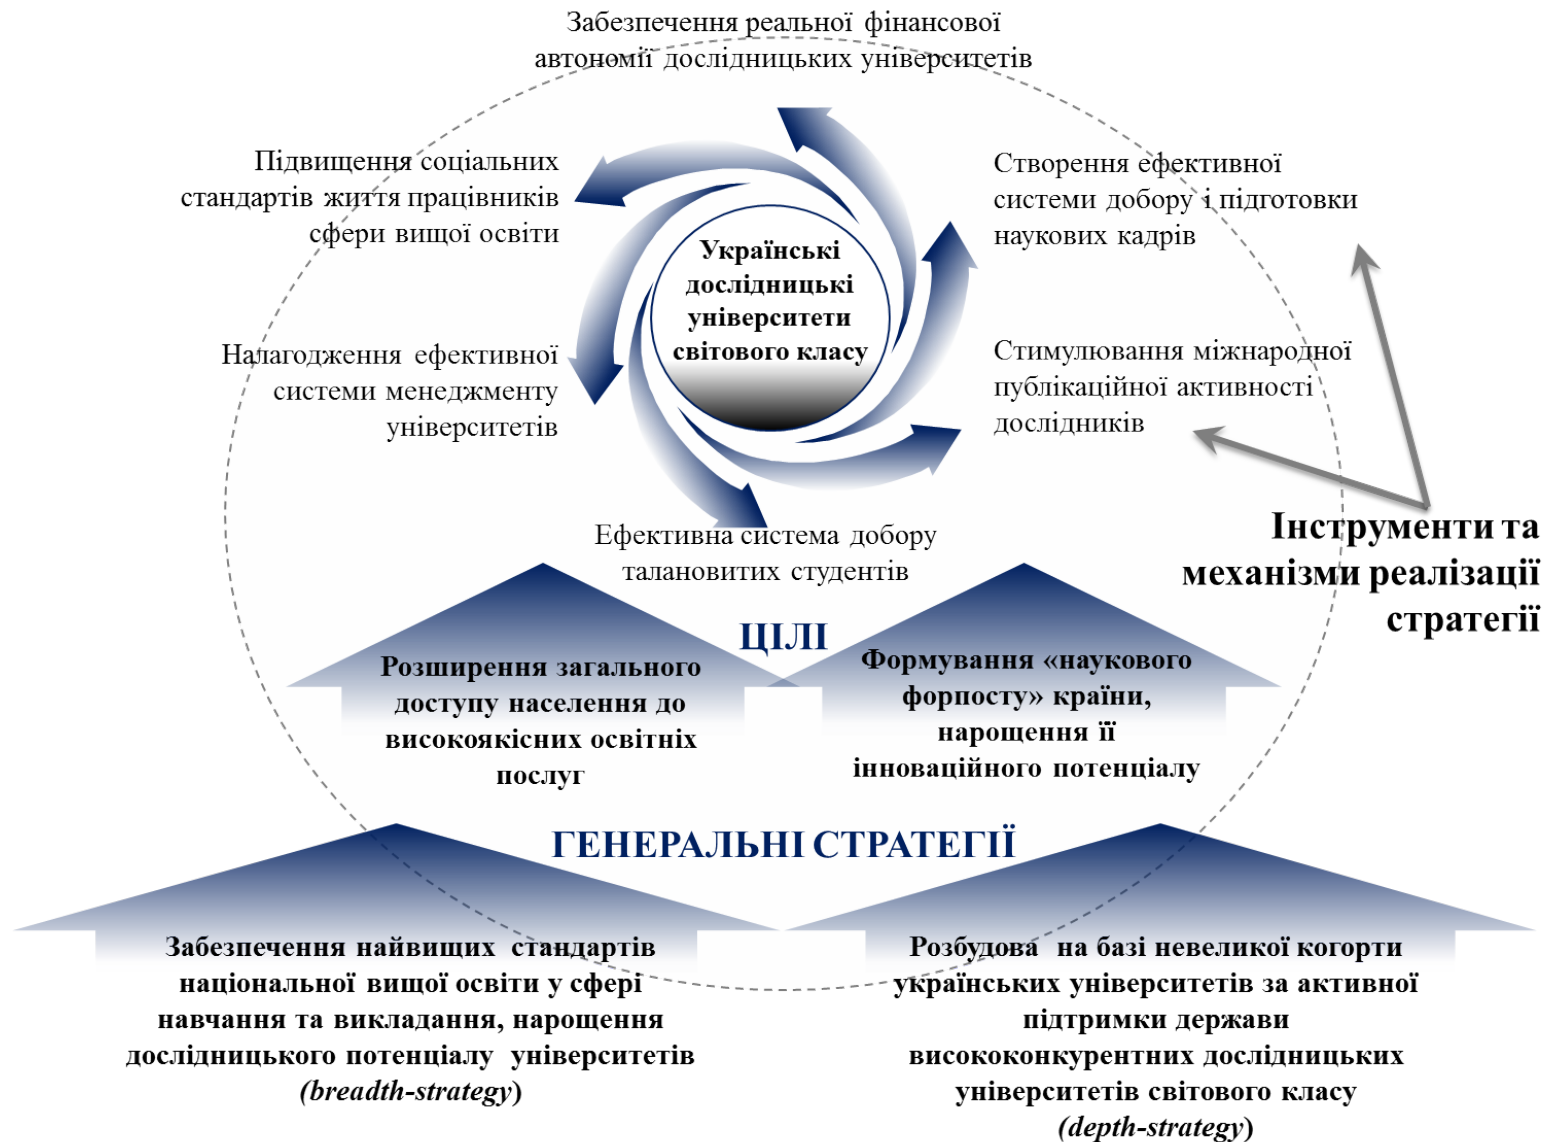 Забезпечення реальної фінансової
автономії дослідницьких університетів
Підвищення соціальних
стандартів життя працівників
сфери вищої освіти
Створення ефективної
системи добору і підготовки
наукових кадрів
Українські
дослідницькі
університети
світового класу
Налагодження ефективної
системи менеджменту
університетів
Стимулювання міжнародної
публікаційної активності
дослідників
Ефективна система добору
талановитих студентів
Інструменти та
механізми реалізації
стратегії
ЦІЛІ
Розширення загального
доступу населення до
високоякісних освітніх
послуг
Формування «наукового
форпосту» країни,
нарощення її
інноваційного потенціалу
ГЕНЕРАЛЬНІ СТРАТЕГІЇ
Забезпечення найвищих стандартів
національної вищої освіти у сфері
навчання та викладання, нарощення
дослідницького потенціалу університетів
(breadth-strategy)
Розбудова на базі невеликої когорти
українських університетів за активної
підтримки держави
висококонкурентних дослідницьких
університетів світового класу
(depth-strategy)